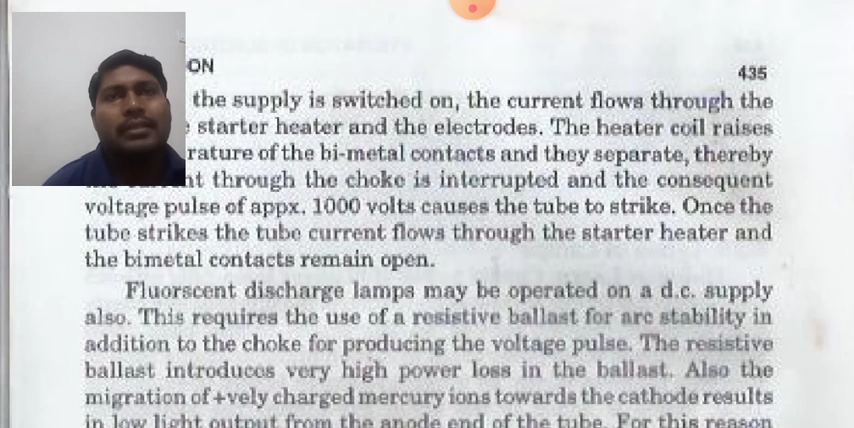 ON
435
the supply is switched on, the current flows through the
starter heater and the electrodes. The heater coil raises
rature of the bi-metal contacts and they separate, thereby
nt through the choke is interrupted and the consequent
voltage pulse of appx. 1000 volts causes the tube to strike. Once the
tube strikes the tube current flows through the starter heater and
the bimetal contacts remain open.
Fluorscent discharge lamps may be operated on a d.c. supply
also. This requires the use of a resistive ballast for arc stability in
addition to the choke for producing the voltage pulse. The resistive
ballast introduces very high power loss in the ballast. Also the
migration of +vely charged mercury ions towards the cathode results
in low light output from the anode end of the tube. For this reason